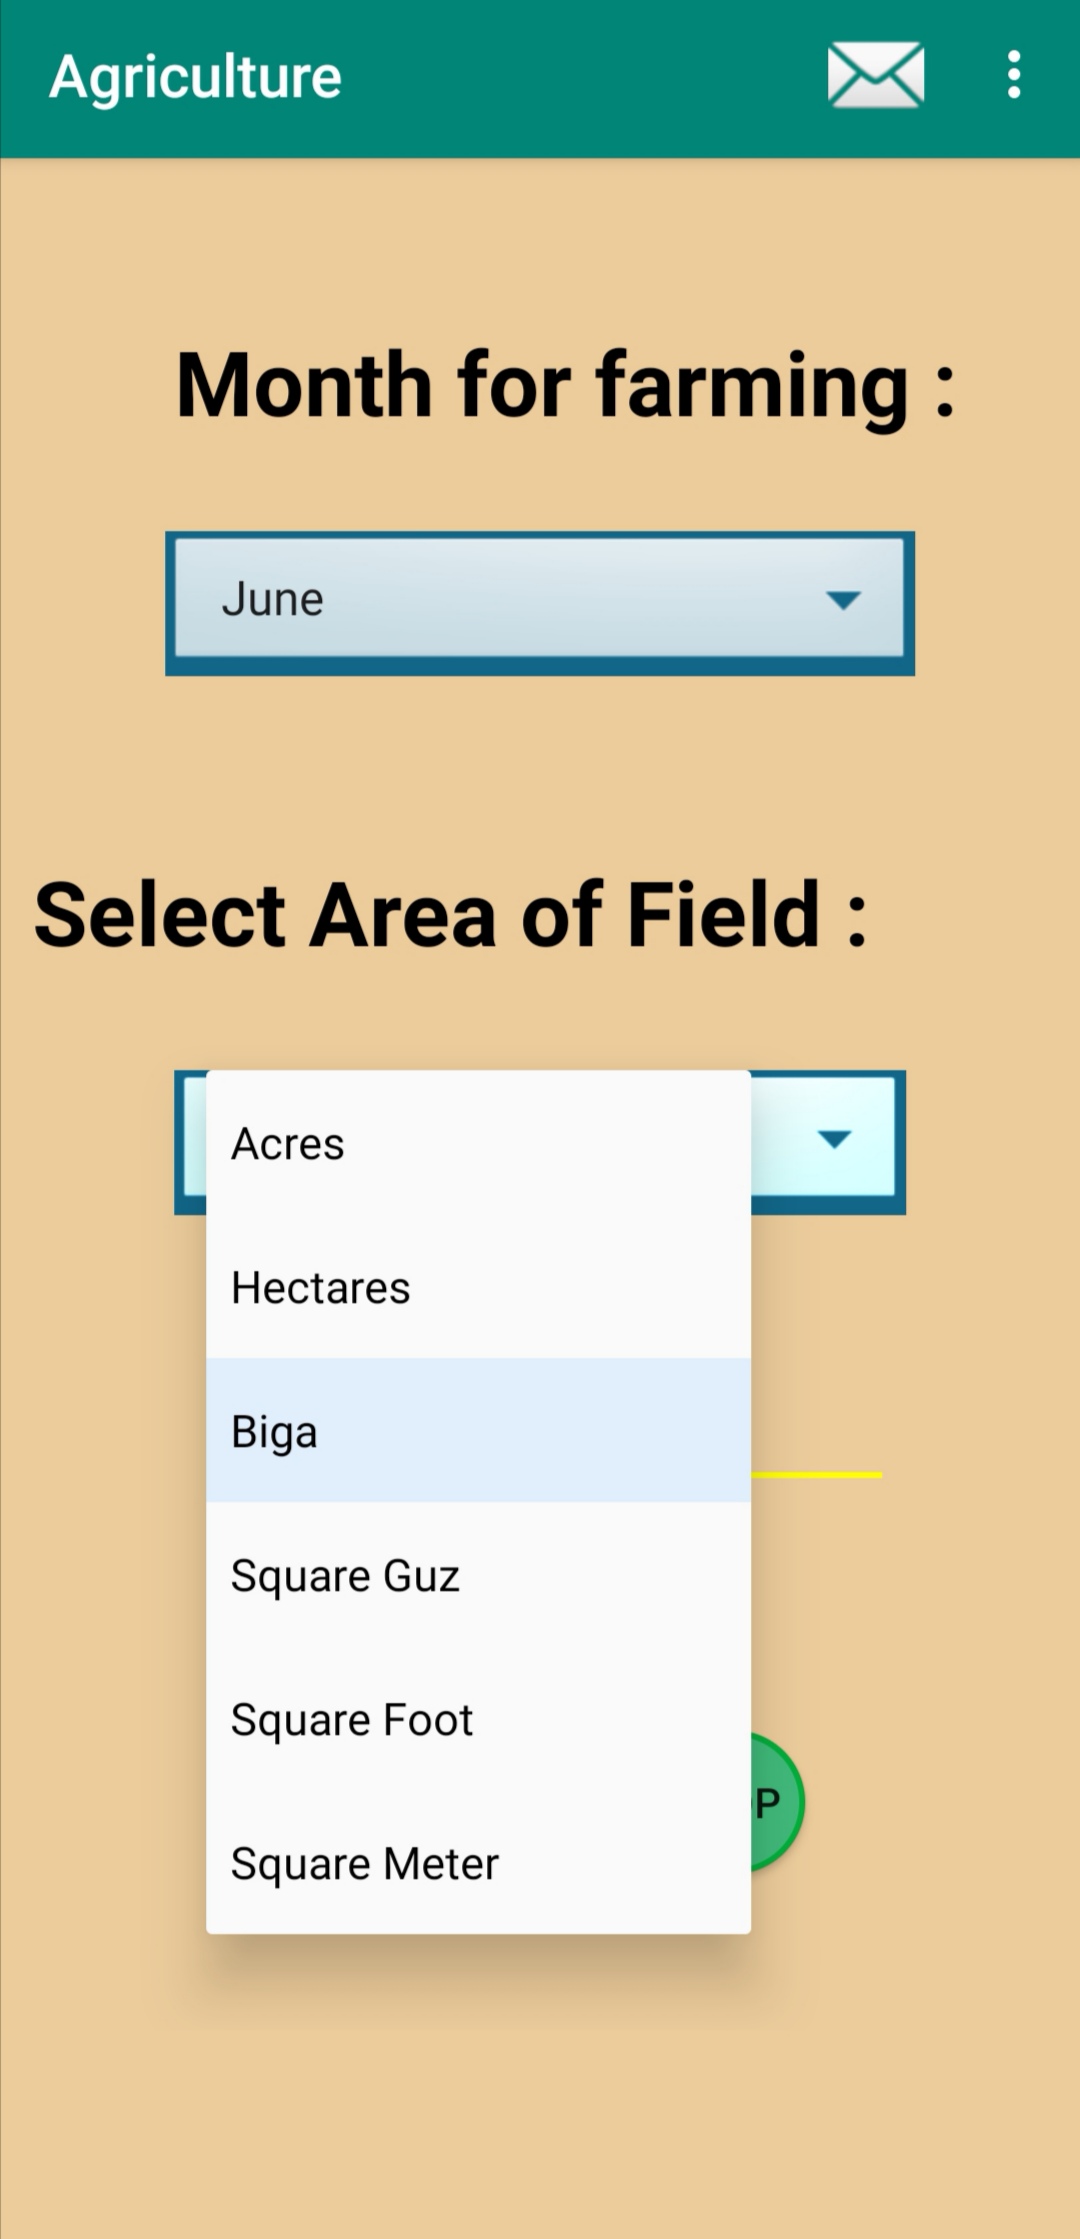 Agriculture
Month for farming :
June
Select Area of Field :
Acres
Hectares
Biga
Square Guz
Square Foot
Square Meter